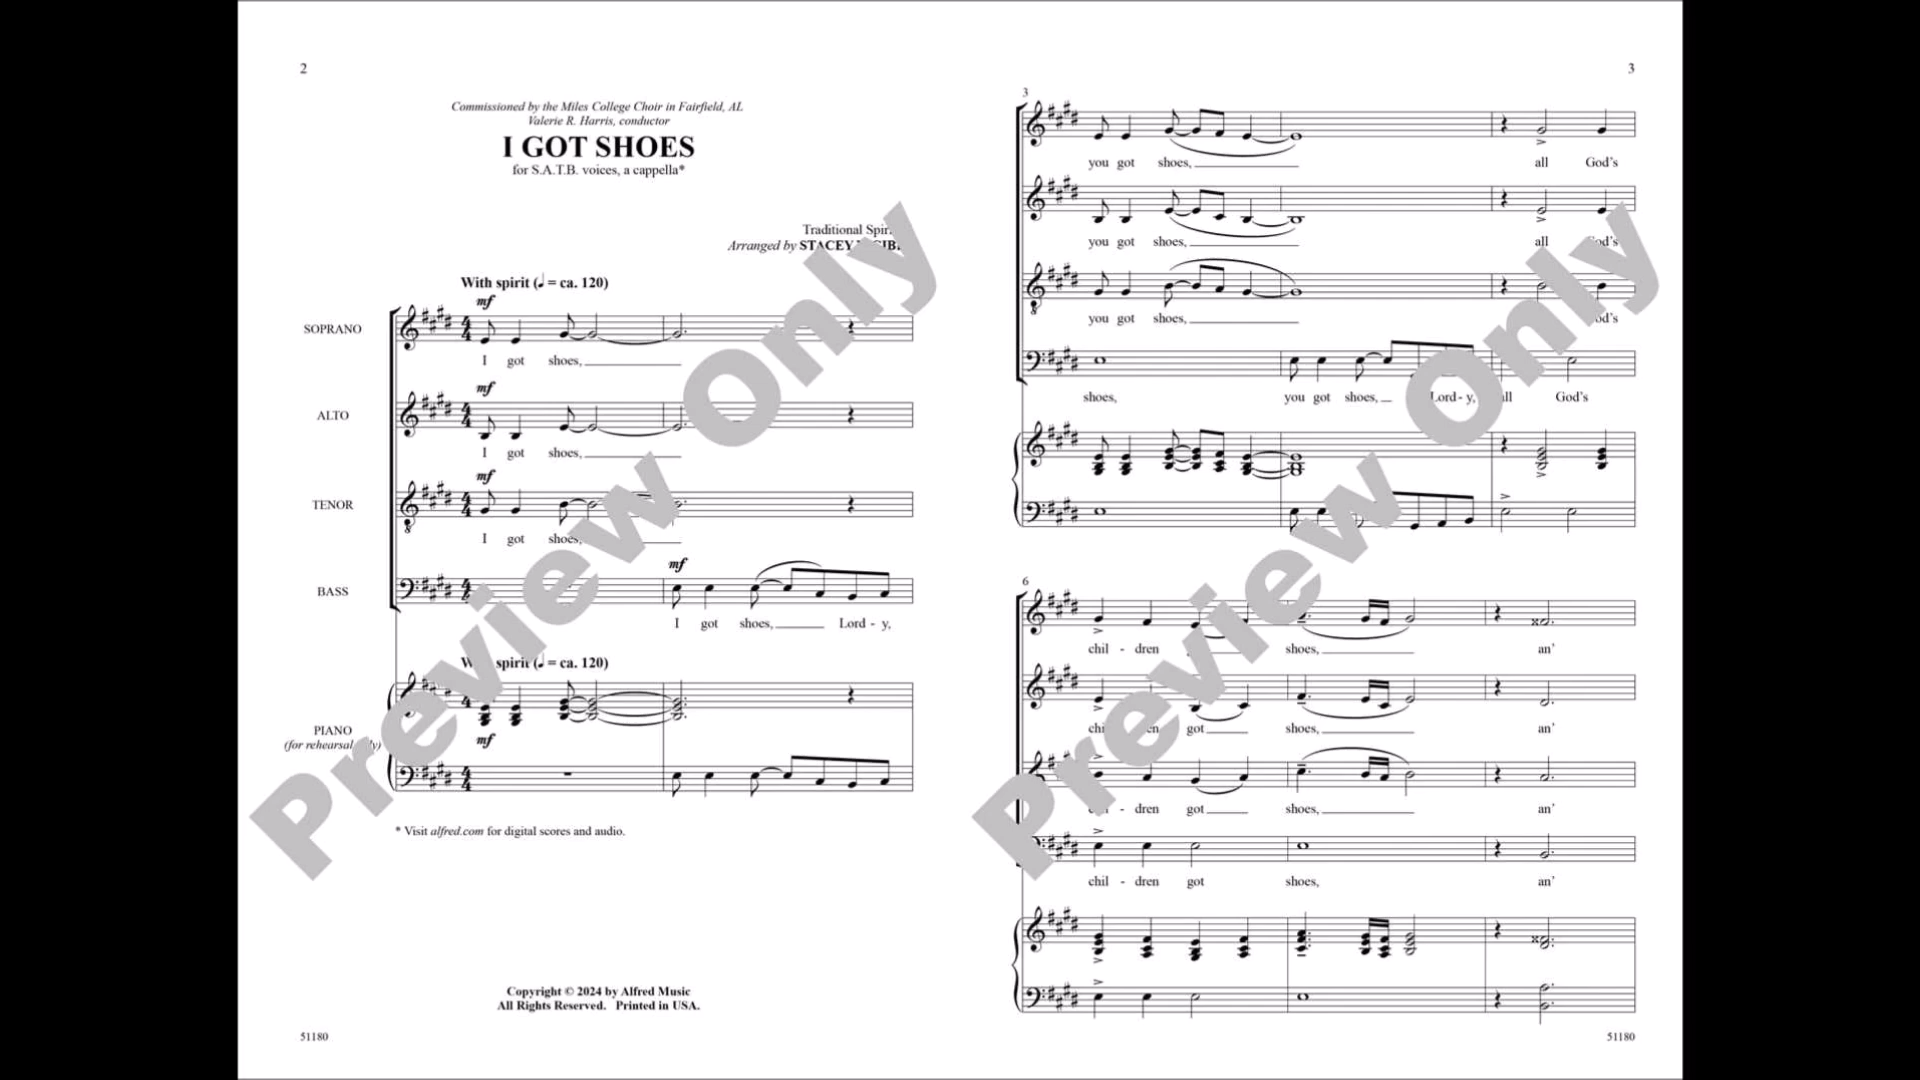 2
Commissioned by the Miles College Choir in Fairfield, AL
Valerie R. Harris, conductor
I GOT SHOES
for S.A.T.B. voices, a cappella*
Traditional
Arranged by STACEY
With spirit (♩ = ca. 120)
mf
SOPRANO
I got shoes,
mf
ALTO
I got shoes,
mf
TENOR
I got shoes,
mf
BASS
I got shoes, Lord - y,
spirit (♩ = ca. 120)
PIANO
(for rehearsal
mf
* Visit alfred.com for digital scores and audio.
Copyright © 2024 by Alfred Music
All Rights Reserved. Printed in USA.
51180
Preview Only
3
3
you got shoes, all God's
you got shoes, all
you got shoes,
shoes, you got shoes, Lord- y, God's
6
chil - dren shoes, an'
got shoes, an'
- dren got shoes, an'
chil - dren got shoes, an'
51180
Preview Only